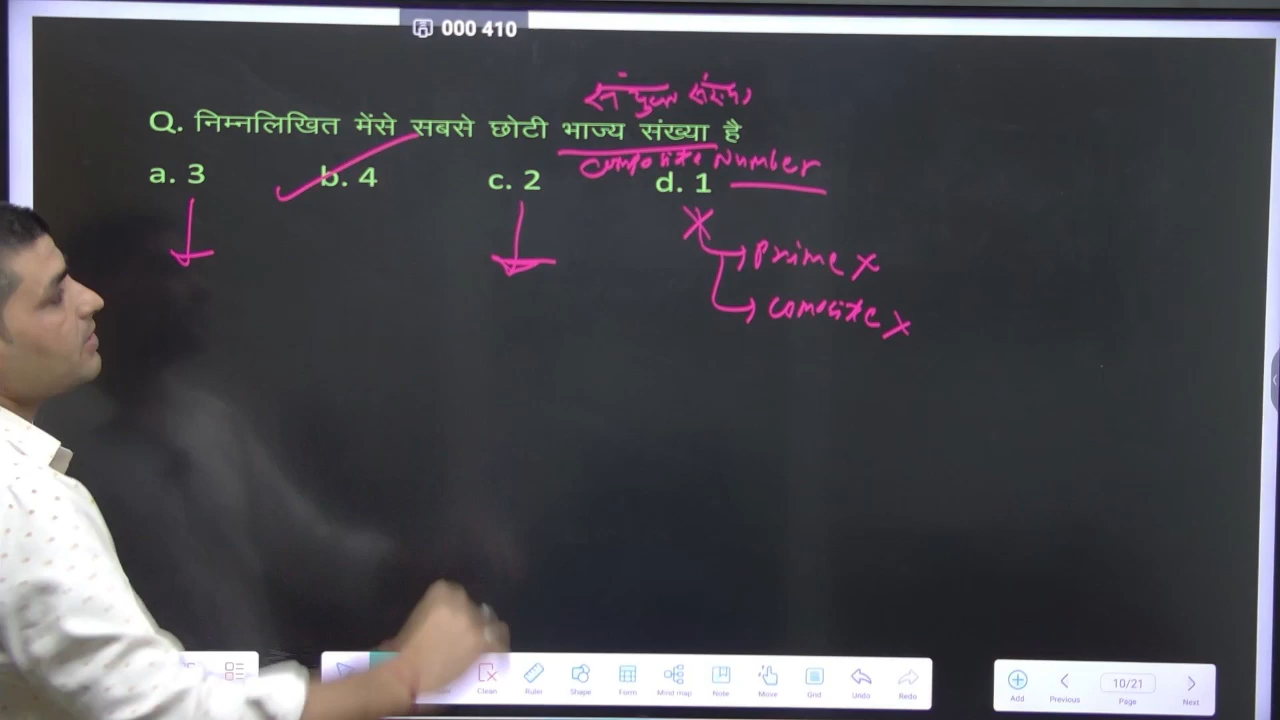 000 410
संयुक्त संख्या
Q. निम्नलिखित मेंसे सबसे छोटी भाज्य संख्या है
composite Number
a. 3 b. 4 c. 2 d. 1
Prime x
composite x
Clean Ruler Shape Form Mind map Note Move Grid Undo Redo
Add Previous 10/21 Page Next